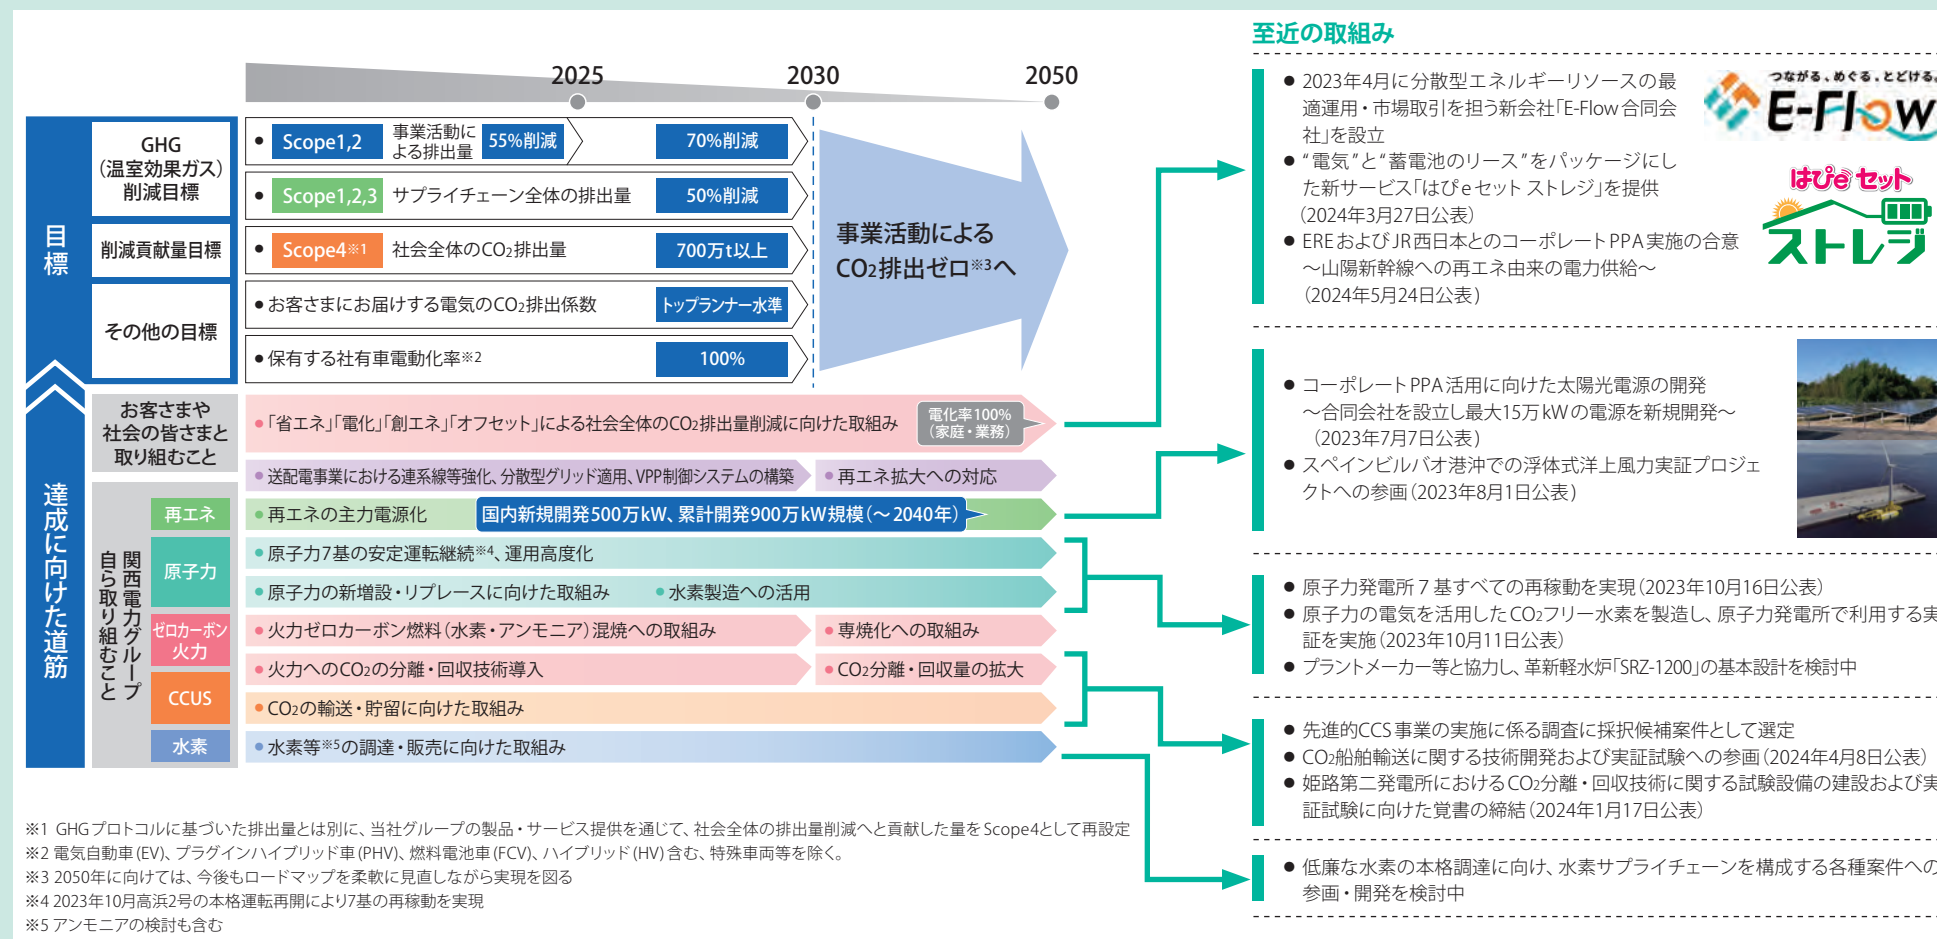 2025
2030
2050
目標
GHG
（温室効果ガス）
削減目標
● Scope1,2 事業活動に
よる排出量 55%削減 70%削減
● Scope1,2,3 サプライチェーン全体の排出量 50%削減
削減貢献量目標
● Scope4※1 社会全体のCO2排出量 700万t以上
その他の目標
● お客さまにお届けする電気のCO2排出係数 トップランナー水準
● 保有する社有車電動化率※2 100%
事業活動による
CO2排出ゼロ※3へ
達成に向けた道筋
お客さまや
社会の皆さまと
取り組むこと
● 「省エネ」「電化」「創エネ」「オフセット」による社会全体のCO2排出量削減に向けた取組み
電化率100%
（家庭・業務）
関西電力グループ
自ら取り組むこと
● 送配電事業における連系線等強化、分散型グリッド適用、VPP制御システムの構築 ● 再エネ拡大への対応
再エネ
● 再エネの主力電源化 国内新規開発500万kW、累計開発900万kW規模（～2040年）
原子力
● 原子力7基の安定運転継続※4、運用高度化
● 原子力の新増設・リプレースに向けた取組み ● 水素製造への活用
ゼロカーボン
火力
● 火力ゼロカーボン燃料（水素・アンモニア）混焼への取組み ● 専焼化への取組み
● 火力へのCO2の分離・回収技術導入 ● CO2分離・回収量の拡大
CCUS
● CO2の輸送・貯留に向けた取組み
水素
● 水素等※5の調達・販売に向けた取組み
※1 GHGプロトコルに基づいた排出量とは別に、当社グループの製品・サービス提供を通じて、社会全体の排出量削減へと貢献した量をScope4として再設定
※2 電気自動車(EV)、プラグインハイブリッド車(PHV)、燃料電池車(FCV)、ハイブリッド(HV)含む、特殊車両等を除く。
※3 2050年に向けては、今後もロードマップを柔軟に見直しながら実現を図る
※4 2023年10月高浜2号の本格運転再開により7基の再稼動を実現
※5 アンモニアの検討も含む
至近の取組み
● 2023年4月に分散型エネルギーリソースの最
適運用・市場取引を担う新会社「E-Flow合同会
社」を設立
● “電気”と“蓄電池のリース”をパッケージにし
た新サービス「はぴeセット ストレジ」を提供
（2024年3月27日公表）
● EREおよびJR西日本とのコーポレートPPA実施の合意
～山陽新幹線への再エネ由来の電力供給～
（2024年5月24日公表）
つながる、めぐる、とどける。
E-Flow
はぴeセット
ストレジ
● コーポレートPPA活用に向けた太陽光電源の開発
～合同会社を設立し最大15万kWの電源を新規開発～
（2023年7月7日公表）
● スペインビルバオ港沖での浮体式洋上風力実証プロジェ
クトへの参画（2023年8月1日公表）
● 原子力発電所７基すべての再稼動を実現（2023年10月16日公表）
● 原子力の電気を活用したCO2フリー水素を製造し、原子力発電所で利用する実
証を実施（2023年10月11日公表）
● プラントメーカー等と協力し、革新軽水炉「SRZ-1200」の基本設計を検討中
● 先進的CCS事業の実施に係る調査に採択候補案件として選定
● CO2船舶輸送に関する技術開発および実証試験への参画（2024年4月8日公表）
● 姫路第二発電所におけるCO2分離・回収技術に関する試験設備の建設および実
証試験に向けた覚書の締結（2024年1月17日公表）
● 低廉な水素の本格調達に向け、水素サプライチェーンを構成する各種案件への
参画・開発を検討中